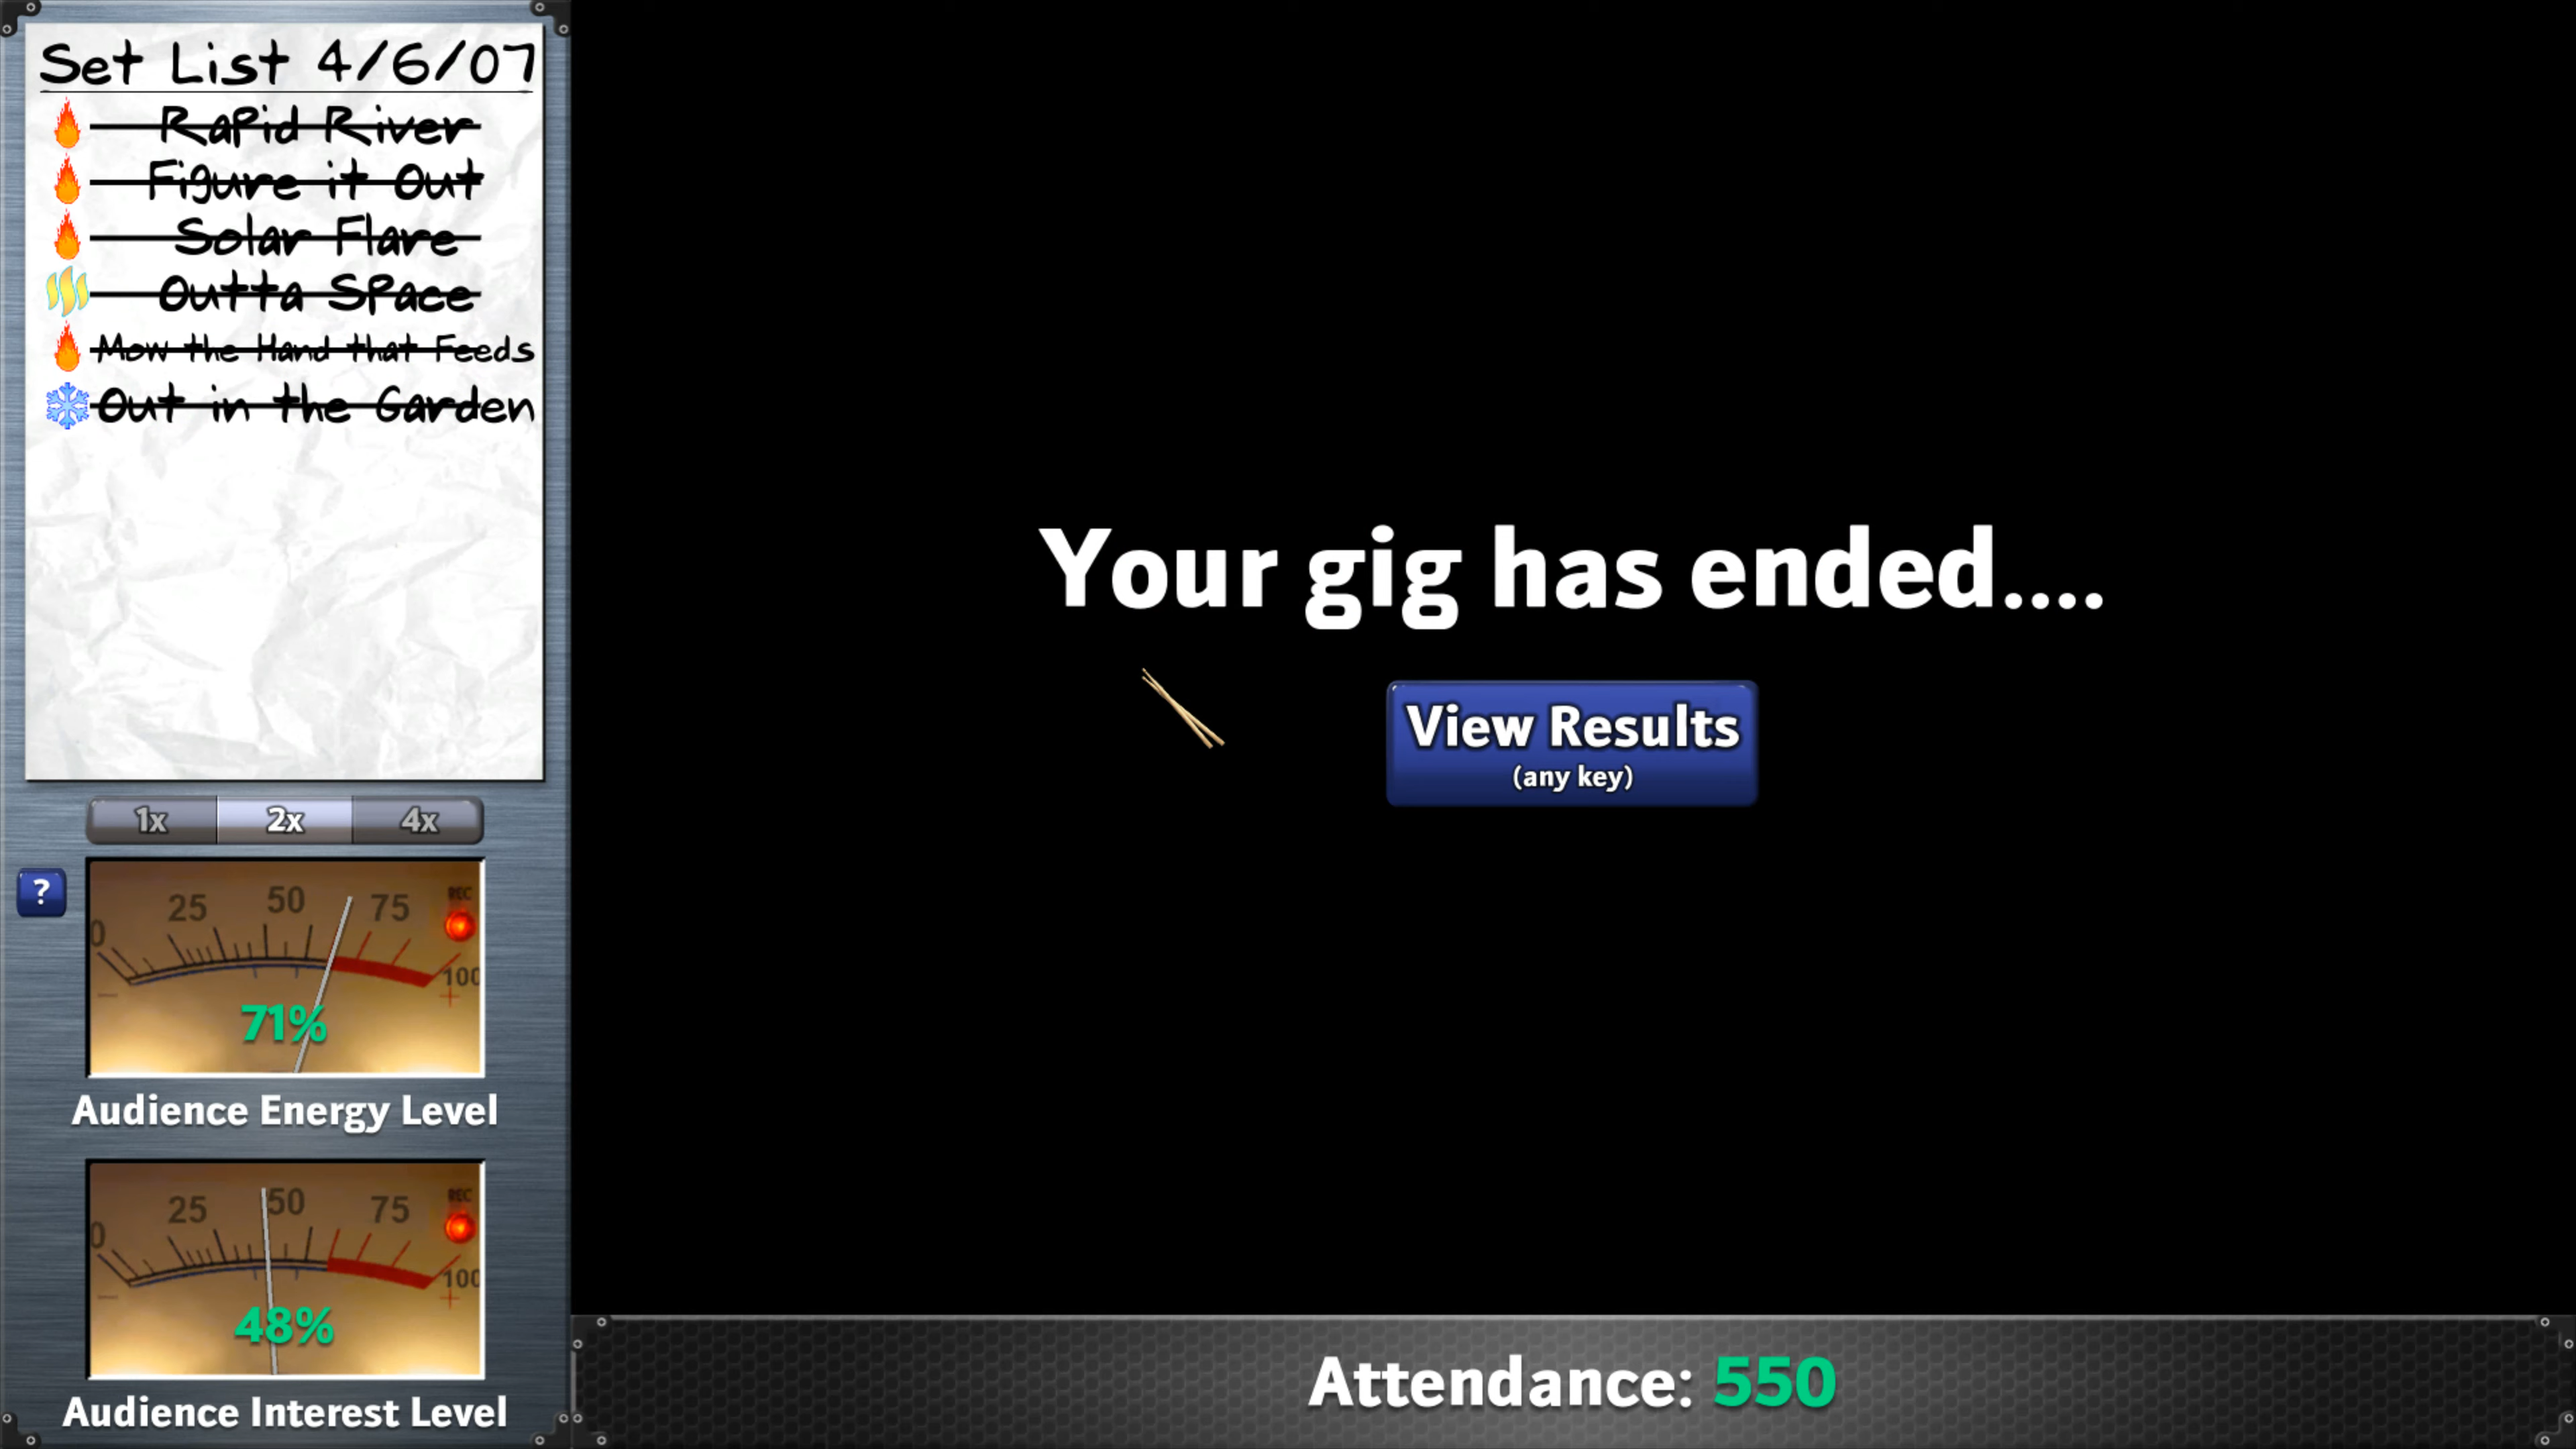 Set List 4/6/07
Rapid River
Figure it Out
Solar Flare
Outta Space
Mow the Hand that Feeds
Out in the Garden
1x 2x 4x
?
0 25 50 75 100
REC
71%
Audience Energy Level
0 25 50 75 100
REC
48%
Audience Interest Level
Your gig has ended....
View Results
(any key)
Attendance: 550